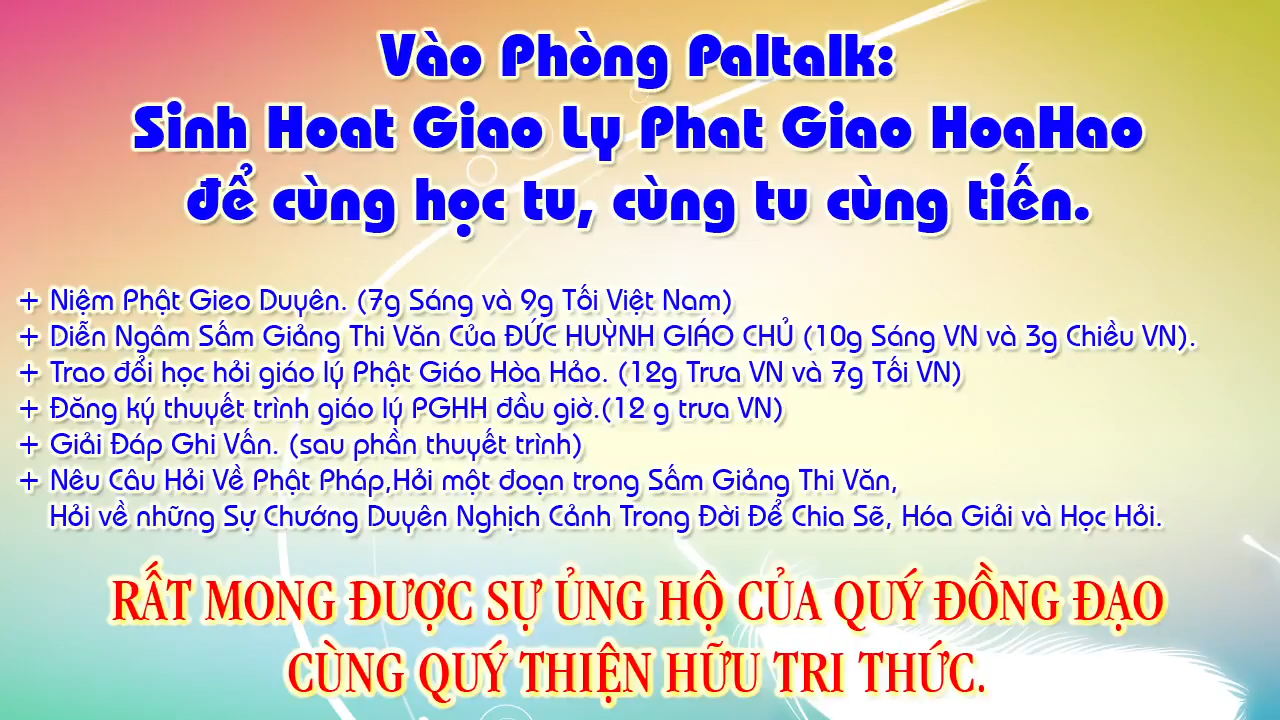 Vào Phòng Paltalk:
Sinh Hoat Giao Ly Phat Giao HoaHao
để cùng học tu, cùng tu cùng tiến.
+ Niệm Phật Gieo Duyên. (7g Sáng và 9g Tối Việt Nam)
+ Diễn Ngâm Sấm Giảng Thi Văn Của ĐỨC HUỲNH GIÁO CHỦ (10g Sáng VN và 3g Chiều VN).
+ Trao đổi học hỏi giáo lý Phật Giáo Hòa Hảo. (12g Trưa VN và 7g Tối VN)
+ Đăng ký thuyết trình giáo lý PGHH đầu giờ.(12 g trưa VN)
+ Giải Đáp Ghi Vấn. (sau phần thuyết trình)
+ Nêu Câu Hỏi Về Phật Pháp,Hỏi một đoạn trong Sấm Giảng Thi Văn,
Hỏi về những Sự Chướng Duyên Nghịch Cảnh Trong Đời Để Chia Sẽ, Hóa Giải và Học Hỏi.
RẤT MONG ĐƯỢC SỰ ỦNG HỘ CỦA QUÝ ĐỒNG ĐẠO
CÙNG QUÝ THIỆN HỮU TRI THỨC.